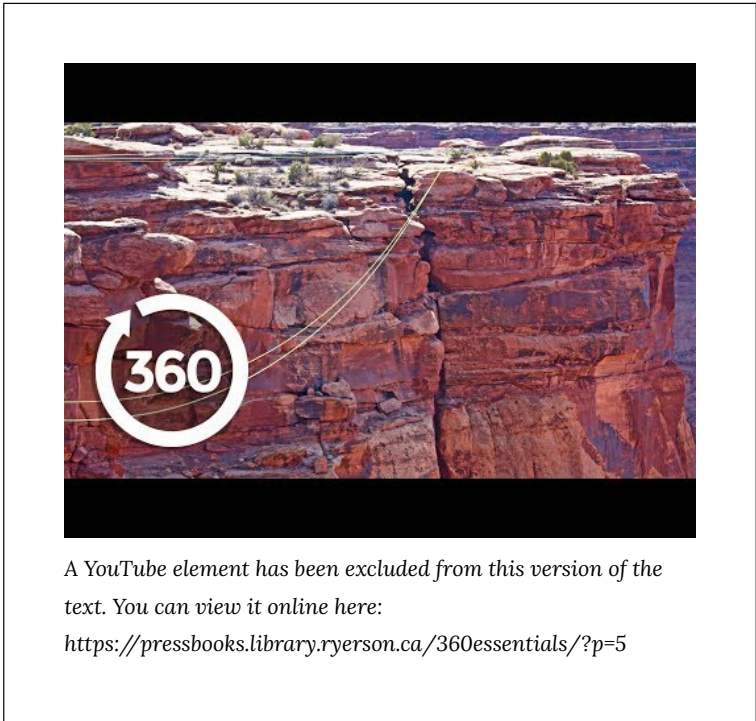 360
A YouTube element has been excluded from this version of the
text. You can view it online here:
https://pressbooks.library.ryerson.ca/360essentials/?p=5